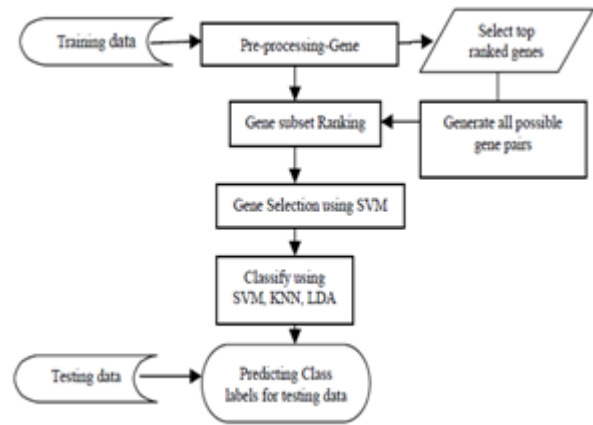 Training data
Pre-processing-Gene
Select top
ranked genes
Gene subset Ranking
Generate all possible
gene pairs
Gene Selection using SVM
Classify using
SVM, KNN, LDA
Testing data
Predicting Class
labels for testing data